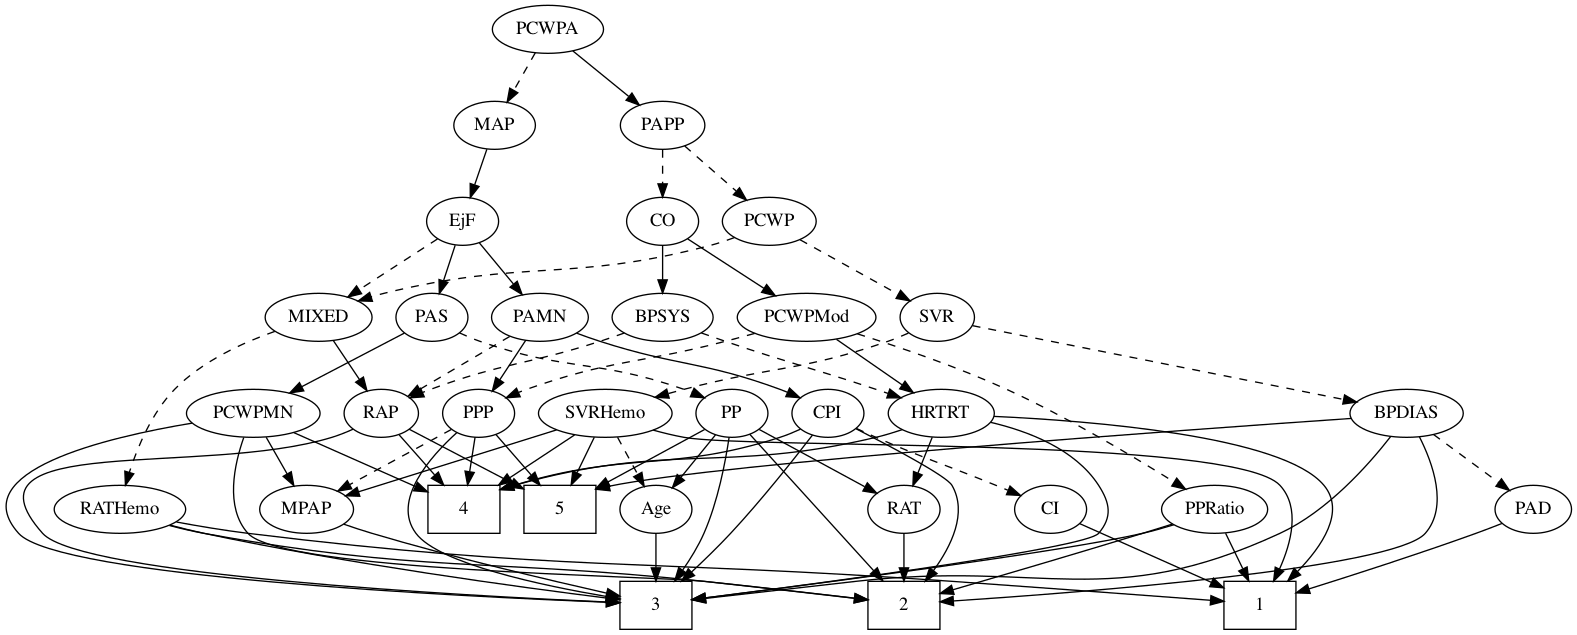 PCWPA
MAP
PAPP
EjF
CO
PCWP
MIXED
PAS
PAMN
BPSYS
PCWPMod
SVR
PCWPMN
RAP
PPP
SVRHemo
PP
CPI
HRTRT
BPDIAS
RATHemo
MPAP
4
5
Age
RAT
CI
PPRatio
PAD
3
2
1